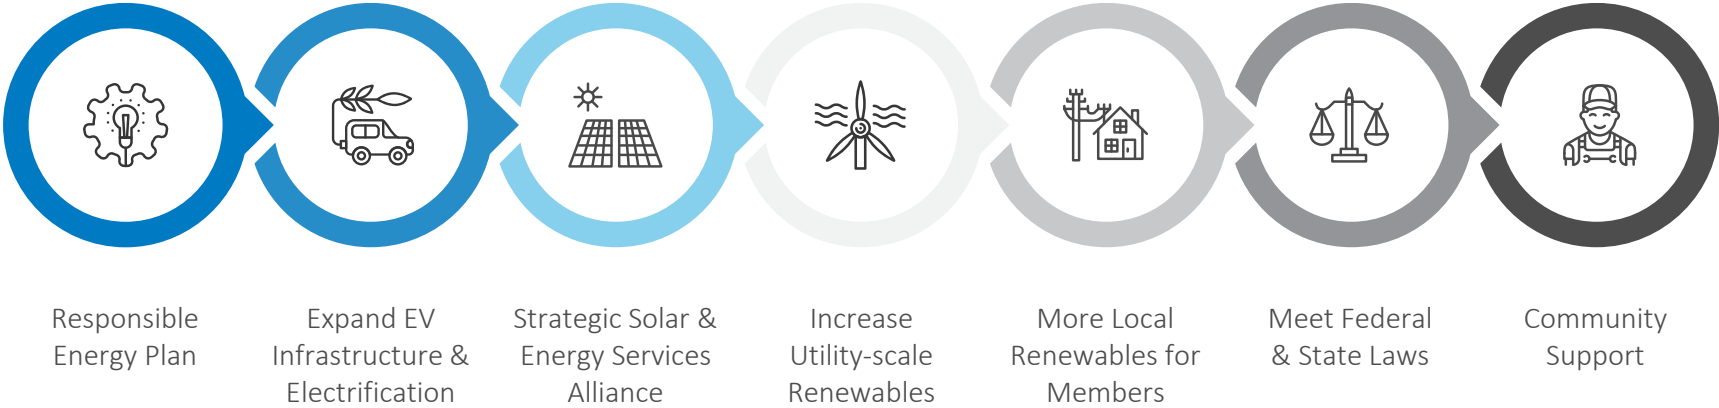 Responsible
Energy Plan
Expand EV
Infrastructure &
Electrification
Strategic Solar &
Energy Services
Alliance
Increase
Utility-scale
Renewables
More Local
Renewables for
Members
Meet Federal
& State Laws
Community
Support